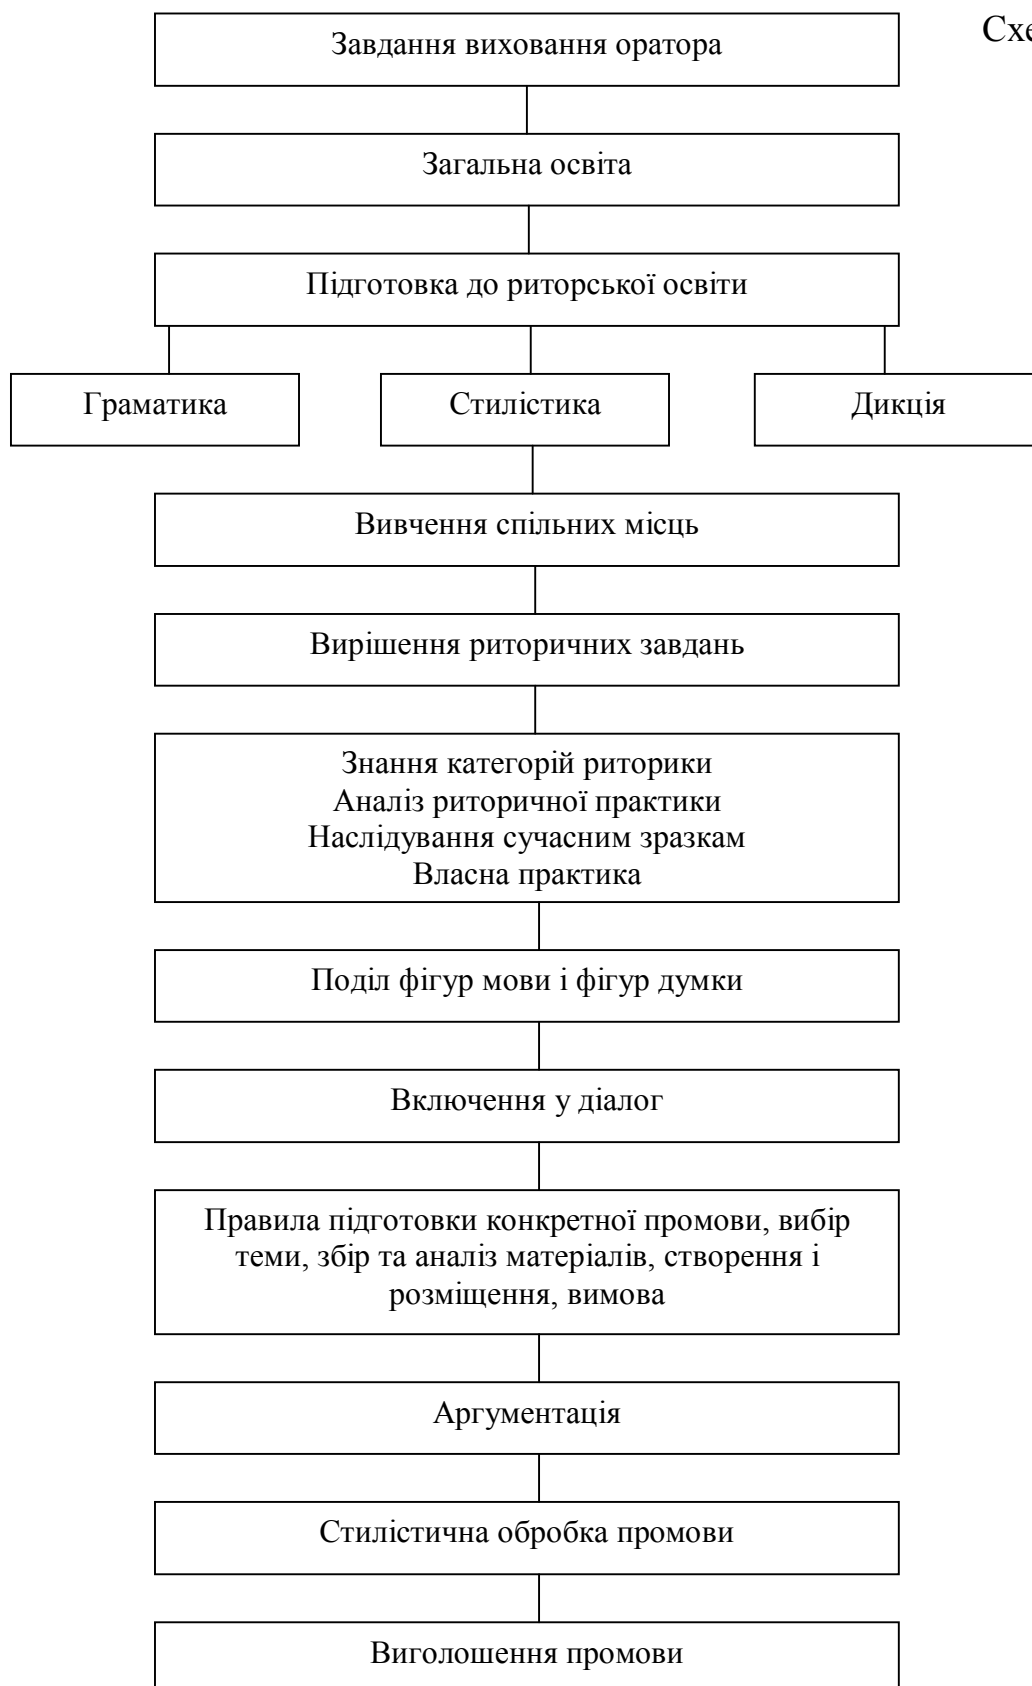 Схе
Завдання виховання оратора
Загальна освіта
Підготовка до риторської освіти
Граматика
Стилістика
Дикція
Вивчення спільних місць
Вирішення риторичних завдань
Знання категорій риторики
Аналіз риторичної практики
Наслідування сучасним зразкам
Власна практика
Поділ фігур мови і фігур думки
Включення у діалог
Правила підготовки конкретної промови, вибір
теми, збір та аналіз матеріалів, створення і
розміщення, вимова
Аргументація
Стилістична обробка промови
Виголошення промови